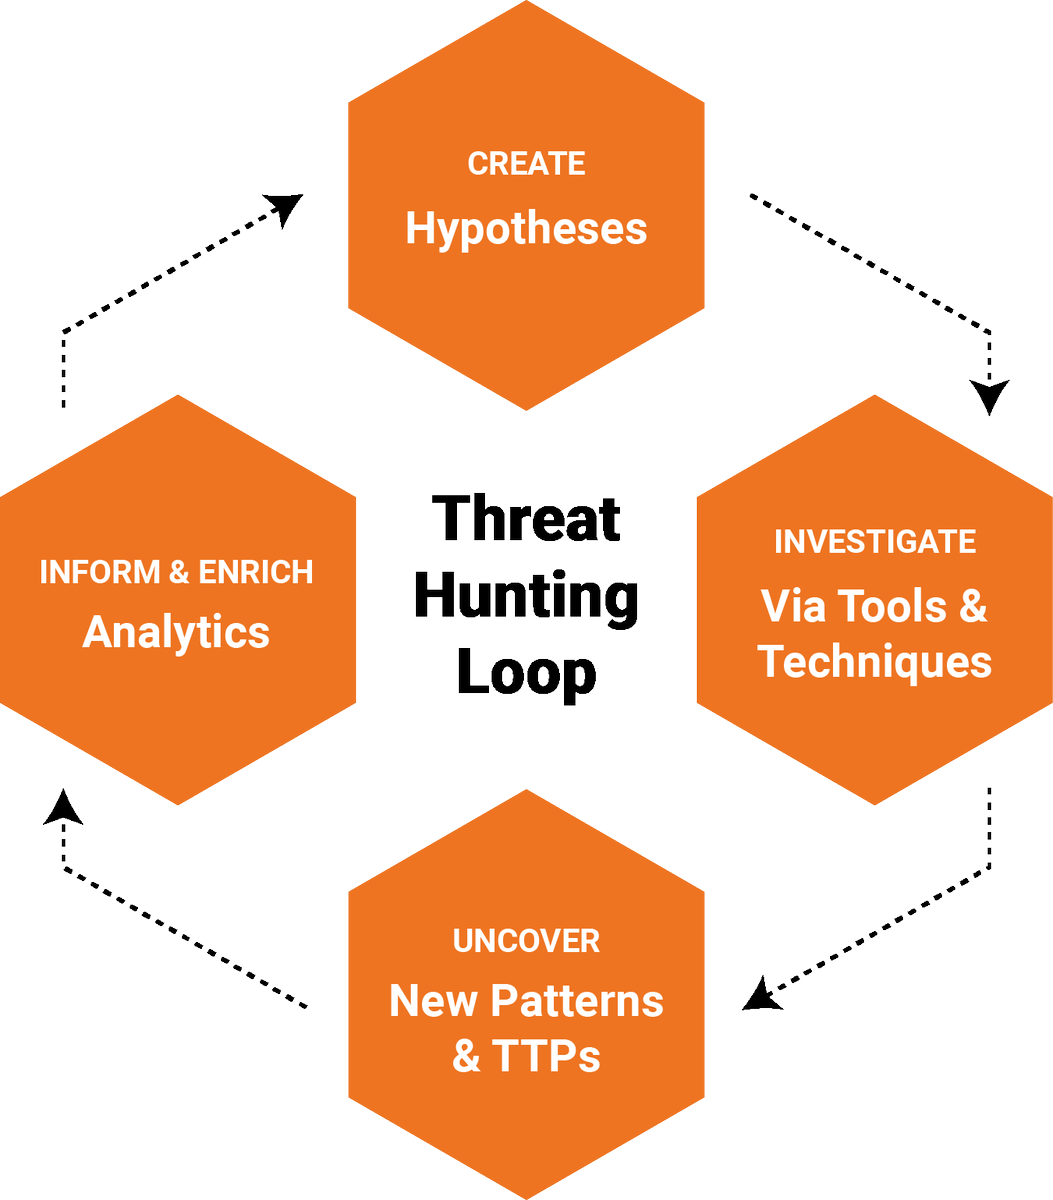 CREATE
Hypotheses
INVESTIGATE
Via Tools &
Techniques
UNCOVER
New Patterns
& TTPs
INFORM & ENRICH
Analytics
Threat
Hunting
Loop